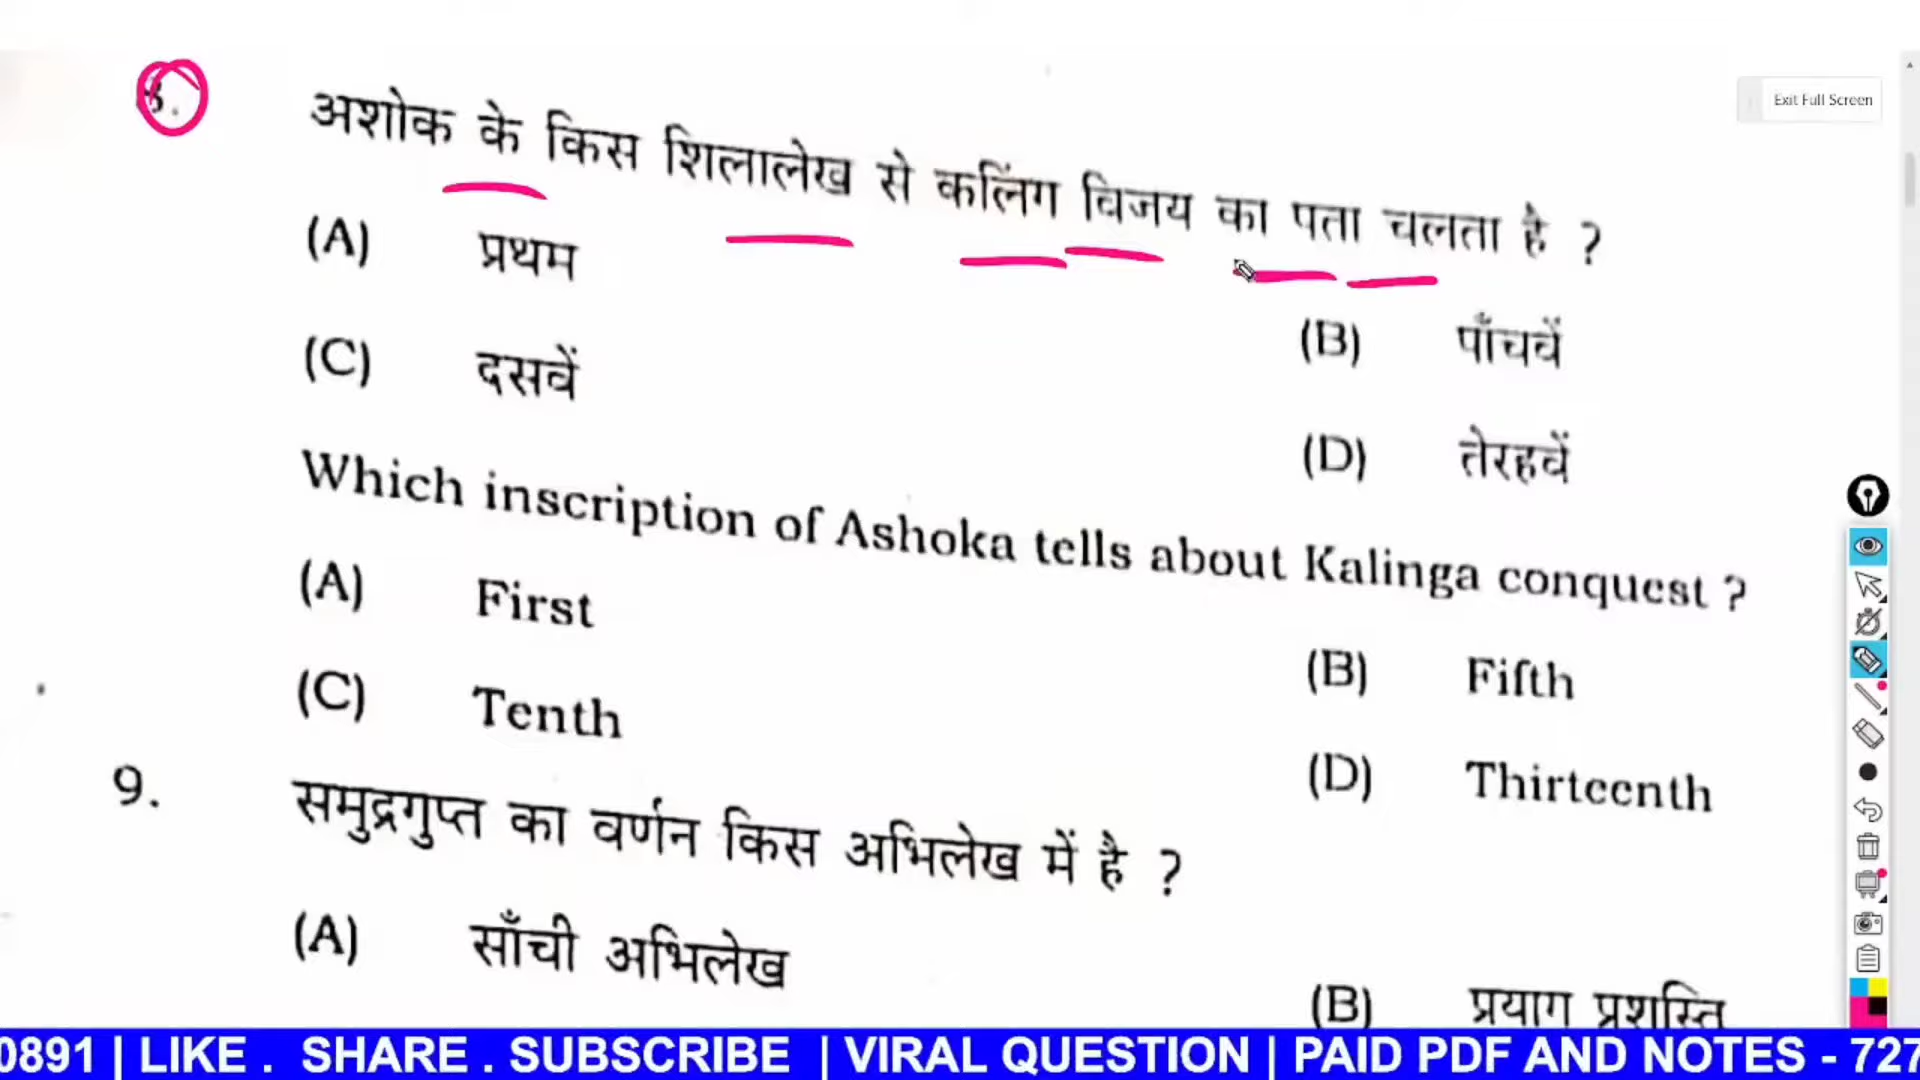 8.
अशोक के किस शिलालेख से कलिंग विजय का पता चलता है ?
Exit Full Screen
(A) प्रथम
(B) पाँचवें
(C) दसवें
(D) तेरहवें
Which inscription of Ashoka tells about Kalinga conquest ?
(A) First
(B) Fifth
(C) Tenth
(D) Thirteenth
9. समुद्रगुप्त का वर्णन किस अभिलेख में है ?
(A) साँची अभिलेख
(B) प्रयाग प्रशस्ति
0891 | LIKE . SHARE . SUBSCRIBE | VIRAL QUESTION | PAID PDF AND NOTES - 727